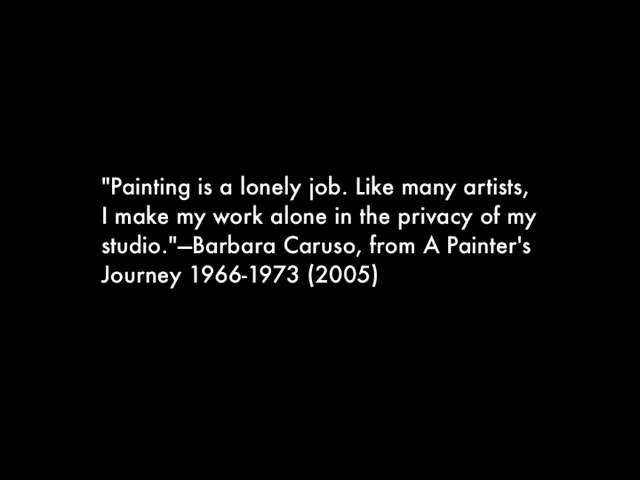 "Painting is a lonely job. Like many artists,
I make my work alone in the privacy of my
studio."—Barbara Caruso, from A Painter's
Journey 1966-1973 (2005)